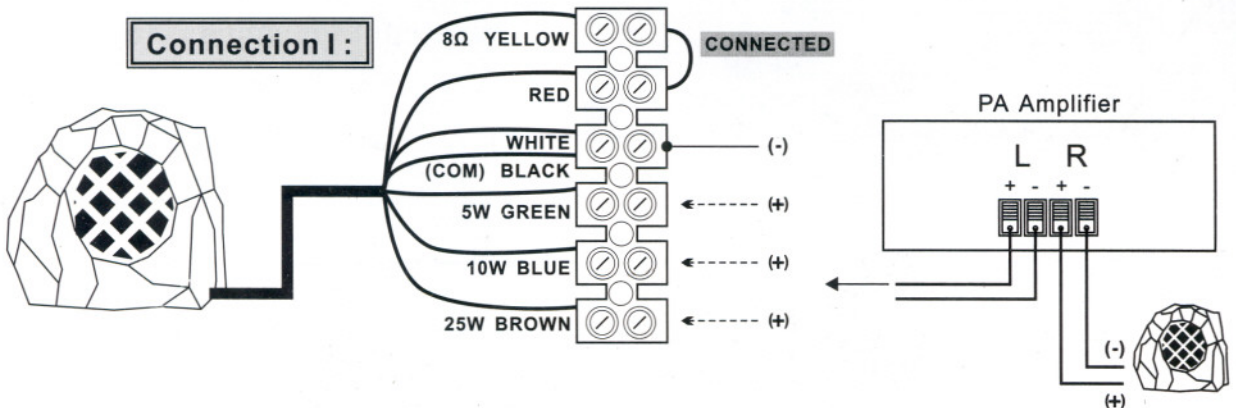 Connection I :
8Ω YELLOW
CONNECTED
RED
WHITE
(-)
(COM) BLACK
5W GREEN
(+)
10W BLUE
(+)
25W BROWN
(+)
PA Amplifier
L R
+ - + -
(-)
(+)